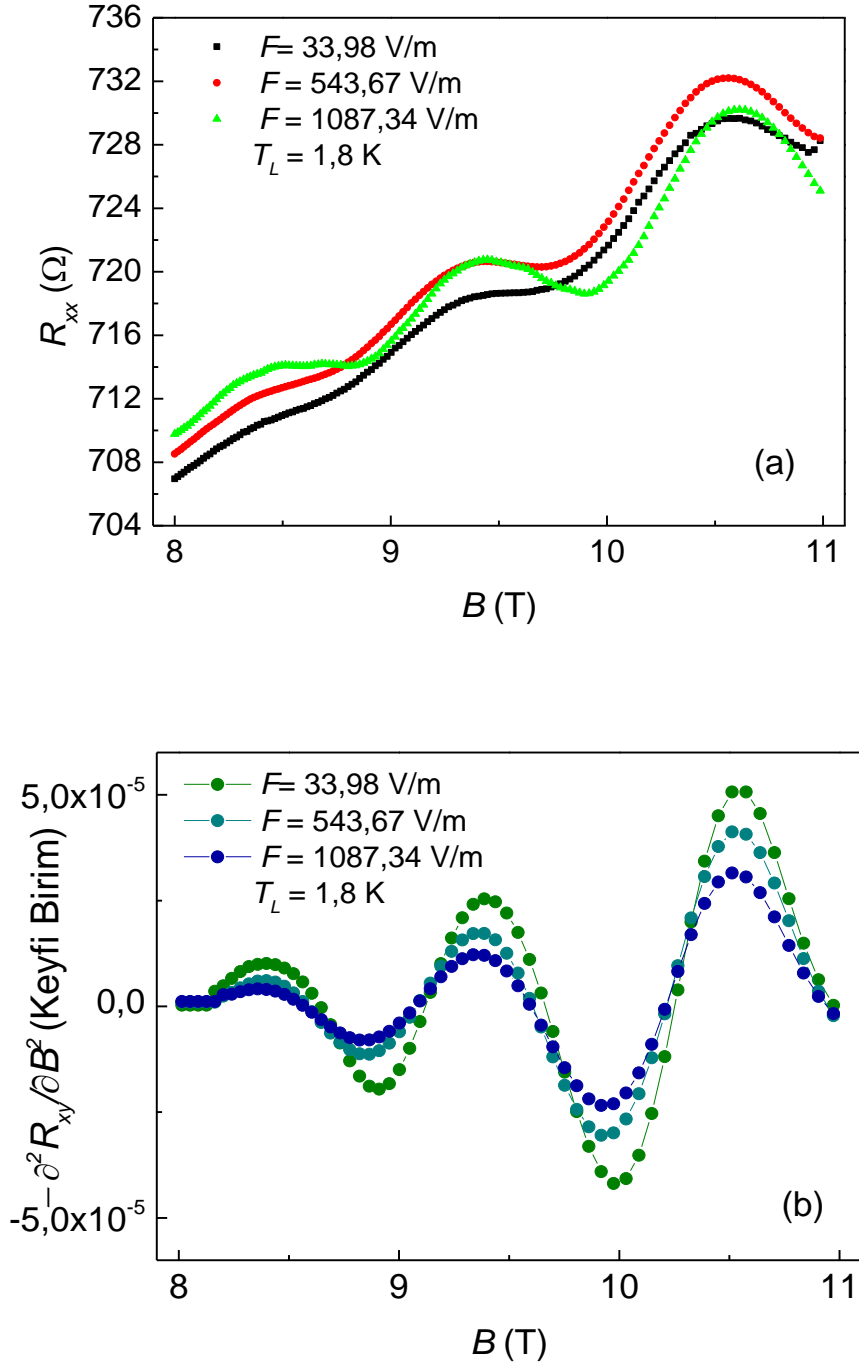 736
732
728
724
720
716
712
708
704
R_xx (Ω)
F= 33,98 V/m
F = 543,67 V/m
F = 1087,34 V/m
T_L = 1,8 K
(a)
8 9 10 11
B (T)
5,0x10⁻⁵
0,0
-5,0x10⁻⁵
−∂²R_xy/∂B² (Keyfi Birim)
F= 33,98 V/m
F = 543,67 V/m
F = 1087,34 V/m
T_L = 1,8 K
(b)
8 9 10 11
B (T)